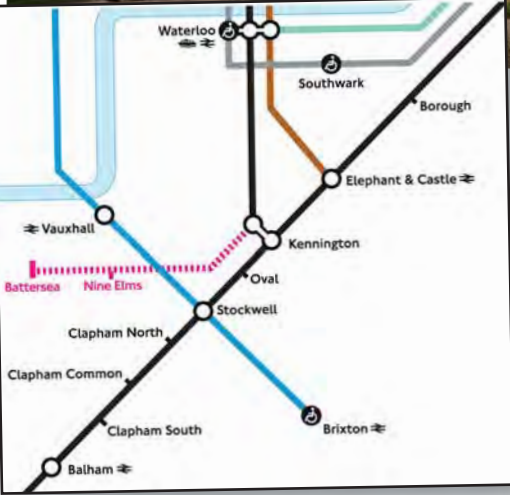 Waterloo
Southwark
Borough
Elephant & Castle
Vauxhall
Kennington
Battersea
Nine Elms
Oval
Stockwell
Clapham North
Clapham Common
Clapham South
Brixton
Balham